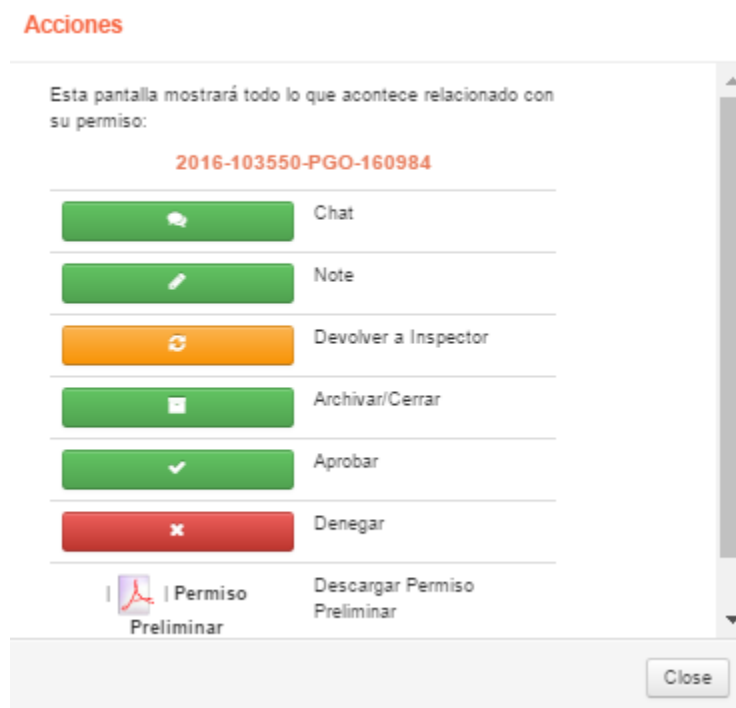 Acciones
Esta pantalla mostrará todo lo que acontece relacionado con
su permiso:
2016-103550-PGO-160984
Chat
Note
Devolver a Inspector
Archivar/Cerrar
Aprobar
Denegar
| | Permiso
Preliminar
Descargar Permiso
Preliminar
Close